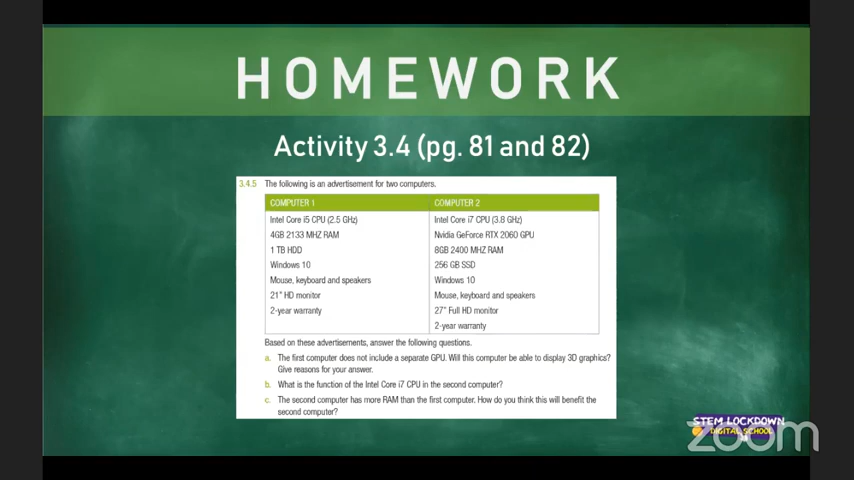 HOMEWORK
Activity 3.4 (pg. 81 and 82)
3.4.5 The following is an advertisement for two computers.
COMPUTER 1
Intel Core i5 CPU (2.5 GHz)
4GB 2133 MHZ RAM
1 TB HDD
Windows 10
Mouse, keyboard and speakers
21" HD monitor
2-year warranty
COMPUTER 2
Intel Core i7 CPU (3.8 GHz)
Nvidia GeForce RTX 2060 GPU
8GB 2400 MHZ RAM
256 GB SSD
Windows 10
Mouse, keyboard and speakers
27" Full HD monitor
2-year warranty
Based on these advertisements, answer the following questions.
a. The first computer does not include a separate GPU. Will this computer be able to display 3D graphics?
Give reasons for your answer.
b. What is the function of the Intel Core i7 CPU in the second computer?
c. The second computer has more RAM than the first computer. How do you think this will benefit the
second computer?
STEM LOCKDOWN
DIGITAL SCHOOL
zoom